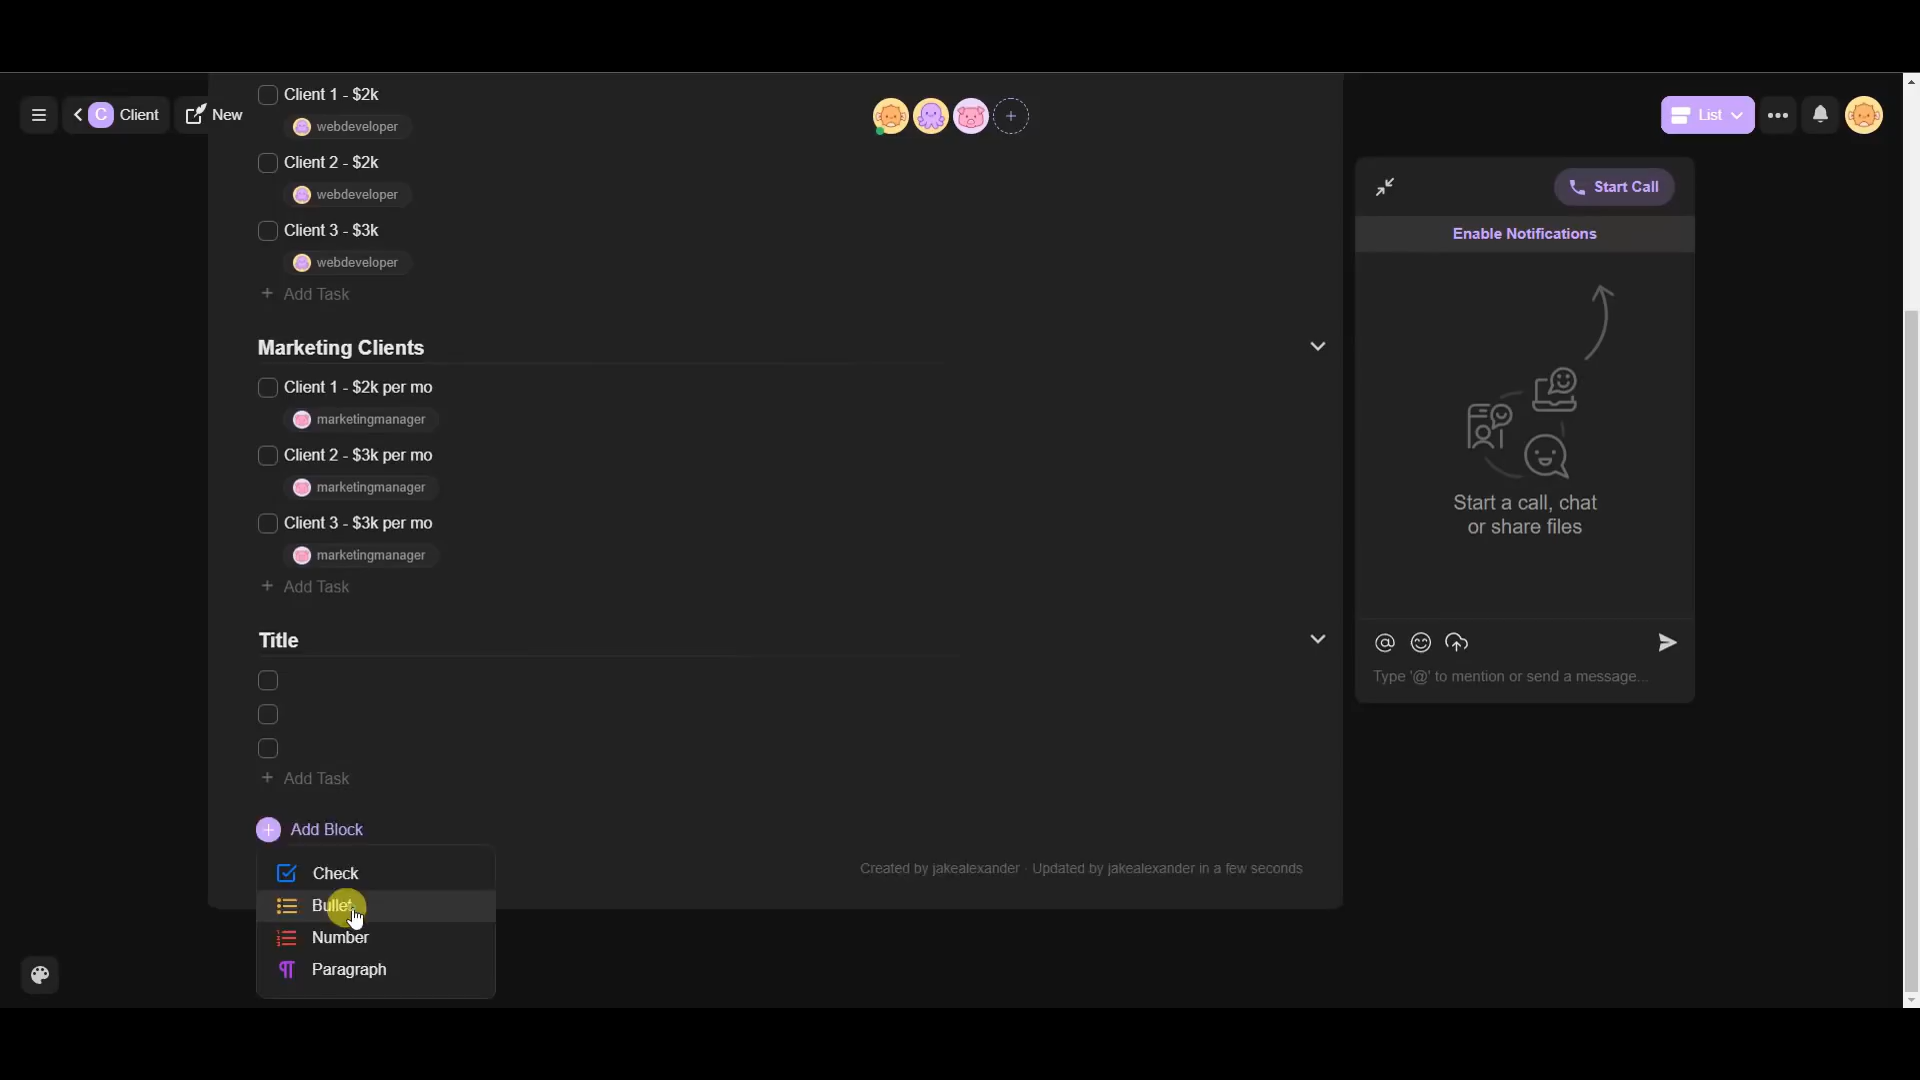 Client 1 - $2k
C Client
New
List
webdeveloper
Client 2 - $2k
Start Call
webdeveloper
Client 3 - $3k
Enable Notifications
webdeveloper
+ Add Task
Marketing Clients
Client 1 - $2k per mo
marketingmanager
Client 2 - $3k per mo
marketingmanager
Start a call, chat
or share files
Client 3 - $3k per mo
marketingmanager
+ Add Task
Title
Type '@' to mention or send a message...
+ Add Task
+ Add Block
Created by jakealexander · Updated by jakealexander in a few seconds
Check
Bullet
Number
Paragraph